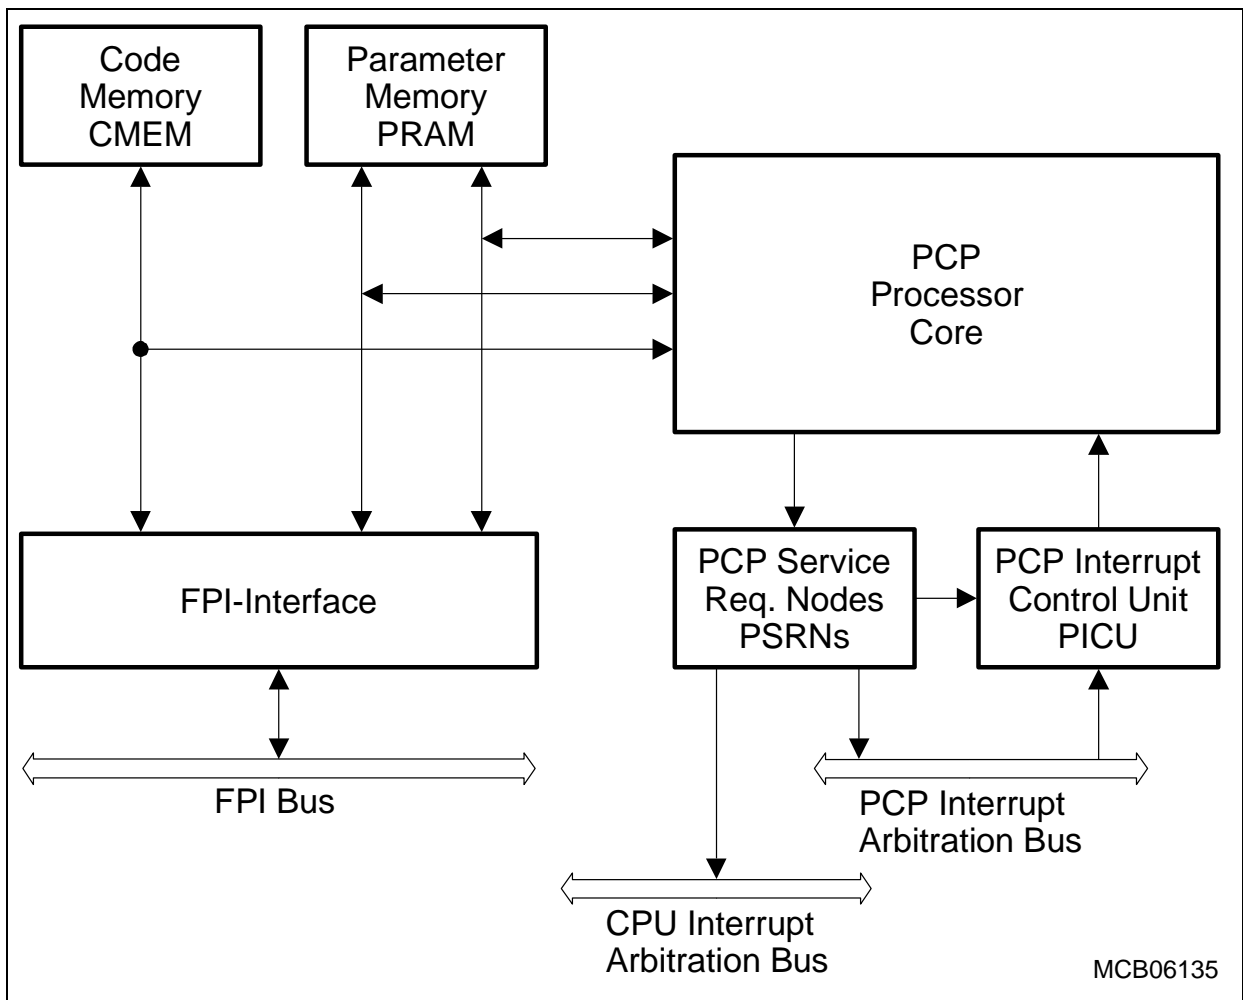 Code
Memory
CMEM
Parameter
Memory
PRAM
PCP
Processor
Core
FPI-Interface
PCP Service
Req. Nodes
PSRNs
PCP Interrupt
Control Unit
PICU
FPI Bus
PCP Interrupt
Arbitration Bus
CPU Interrupt
Arbitration Bus
MCB06135